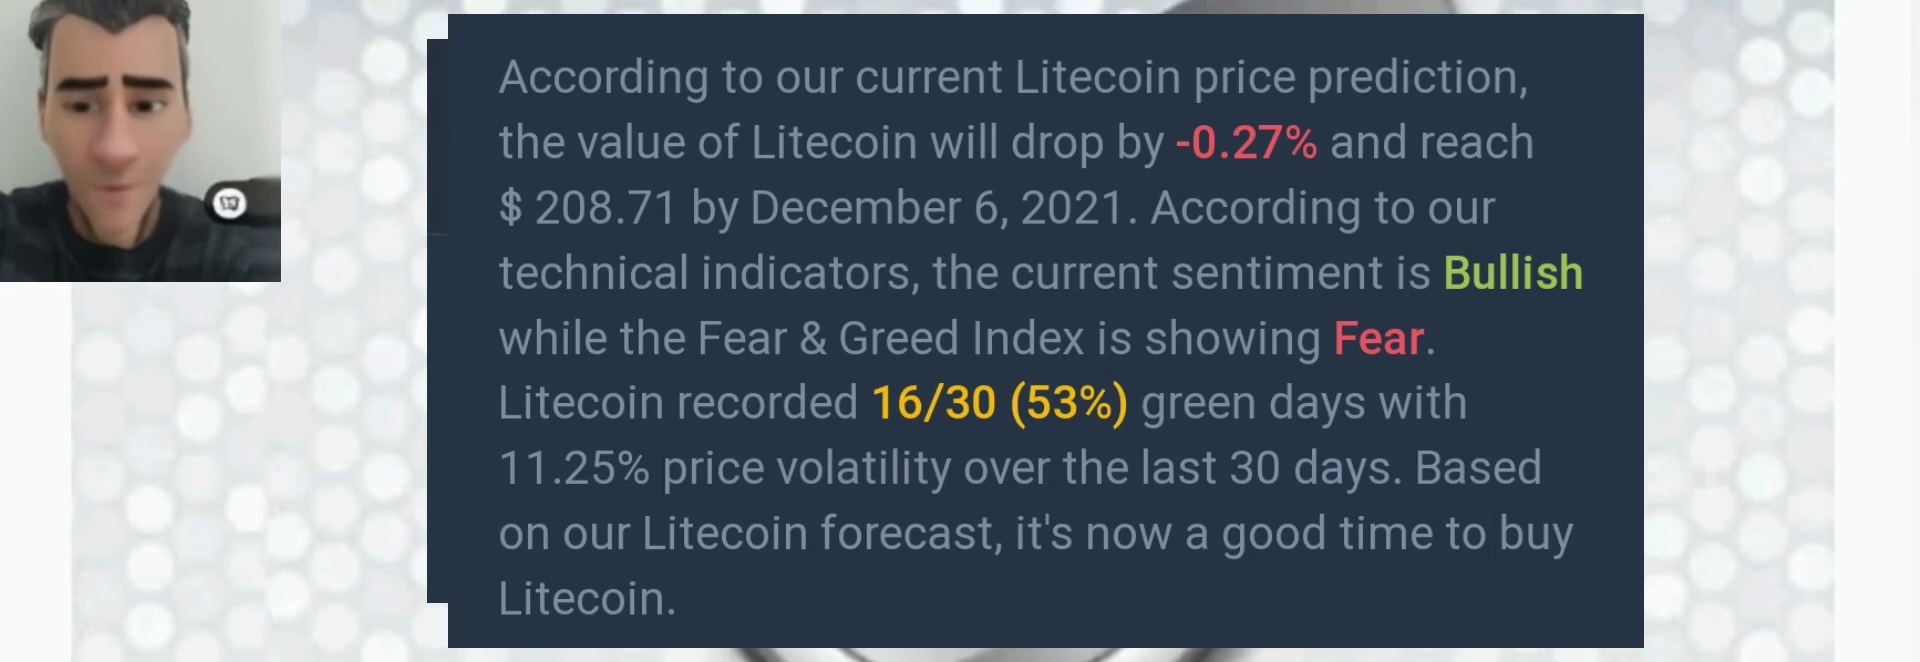 According to our current Litecoin price prediction,
the value of Litecoin will drop by -0.27% and reach
$ 208.71 by December 6, 2021. According to our
technical indicators, the current sentiment is Bullish
while the Fear & Greed Index is showing Fear.
Litecoin recorded 16/30 (53%) green days with
11.25% price volatility over the last 30 days. Based
on our Litecoin forecast, it's now a good time to buy
Litecoin.